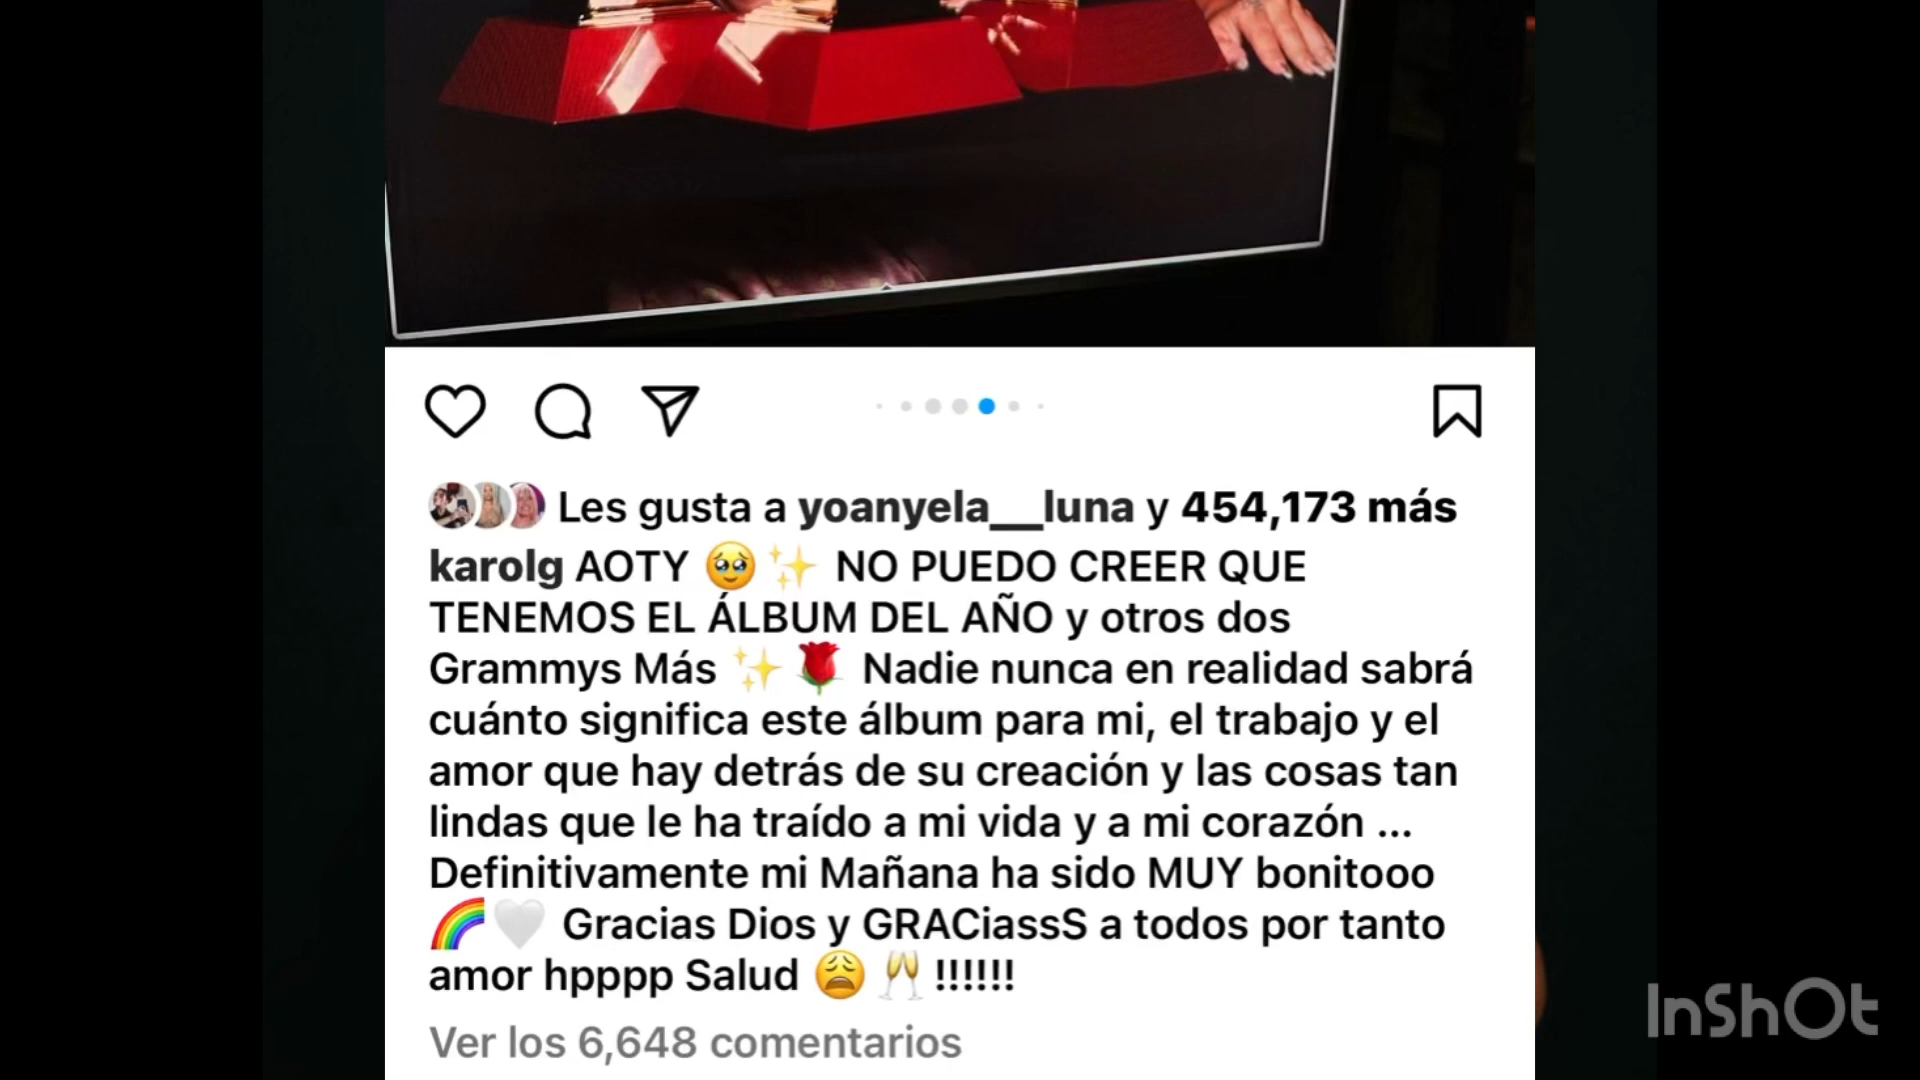 Les gusta a yoanyela__luna y 454,173 más
karolg AOTY 🥹✨ NO PUEDO CREER QUE
TENEMOS EL ÁLBUM DEL AÑO y otros dos
Grammys Más ✨🌹 Nadie nunca en realidad sabrá
cuánto significa este álbum para mi, el trabajo y el
amor que hay detrás de su creación y las cosas tan
lindas que le ha traído a mi vida y a mi corazón ...
Definitivamente mi Mañana ha sido MUY bonitooo
🌈🤍 Gracias Dios y GRACiassS a todos por tanto
amor hpppp Salud 😩🥂!!!!!!
Ver los 6,648 comentarios
InShOt